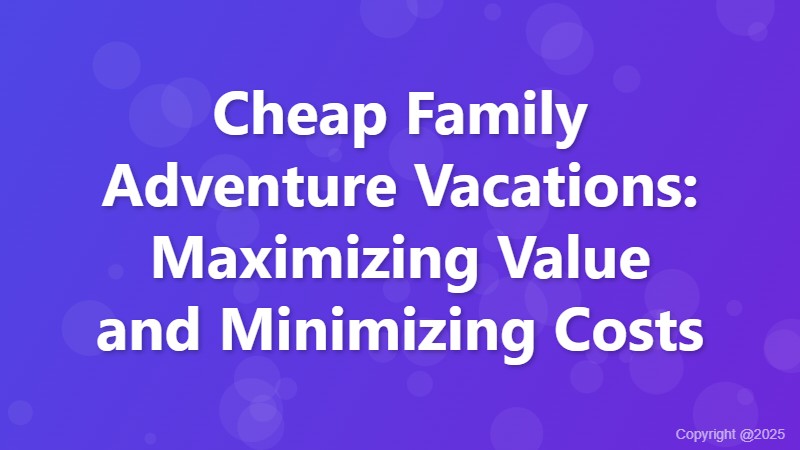 Cheap Family
Adventure Vacations:
Maximizing Value
and Minimizing Costs
Copyright @2025